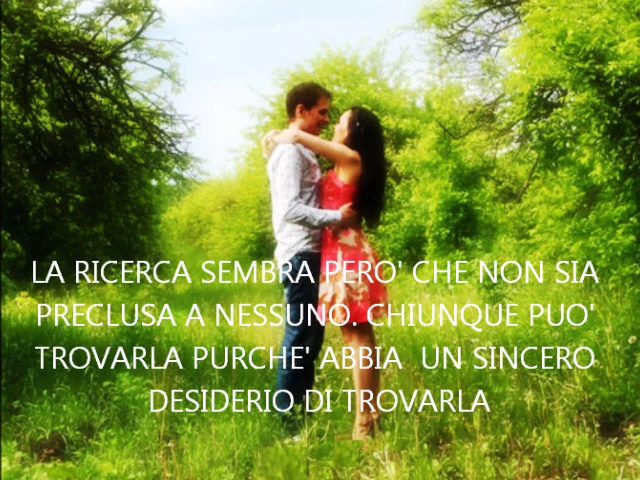 LA RICERCA SEMBRA PERO' CHE NON SIA
PRECLUSA A NESSUNO. CHIUNQUE PUO'
TROVARLA PURCHE' ABBIA  UN SINCERO
DESIDERIO DI TROVARLA